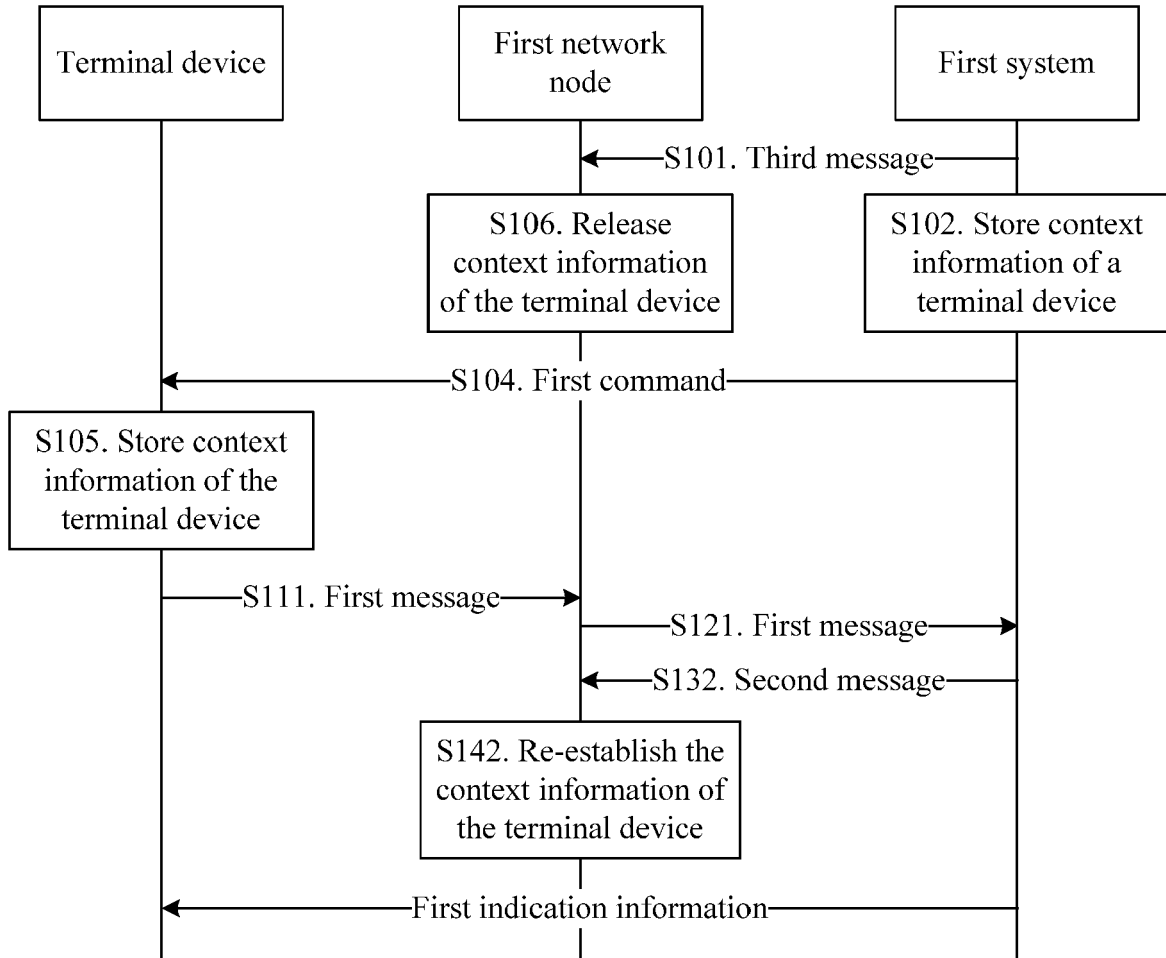 Terminal device
First network
node
First system
S101. Third message
S106. Release
context information
of the terminal device
S102. Store context
information of a
terminal device
S104. First command
S105. Store context
information of the
terminal device
S111. First message
S121. First message
S132. Second message
S142. Re-establish the
context information of
the terminal device
First indication information